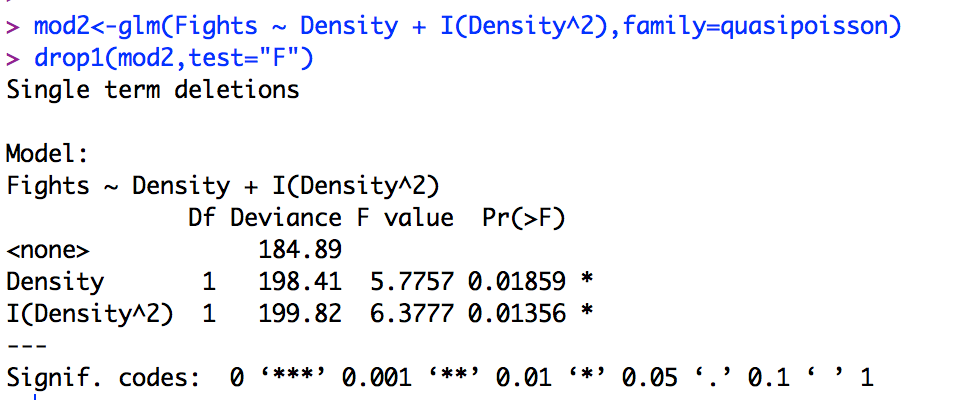 > mod2<-glm(Fights ~ Density + I(Density^2),family=quasipoisson)
> drop1(mod2,test="F")
Single term deletions
Model:
Fights ~ Density + I(Density^2)
Df Deviance F value Pr(>F)
<none> 184.89
Density 1 198.41 5.7757 0.01859 *
I(Density^2) 1 199.82 6.3777 0.01356 *
---
Signif. codes: 0 ‘***’ 0.001 ‘**’ 0.01 ‘*’ 0.05 ‘.’ 0.1 ‘ ’ 1